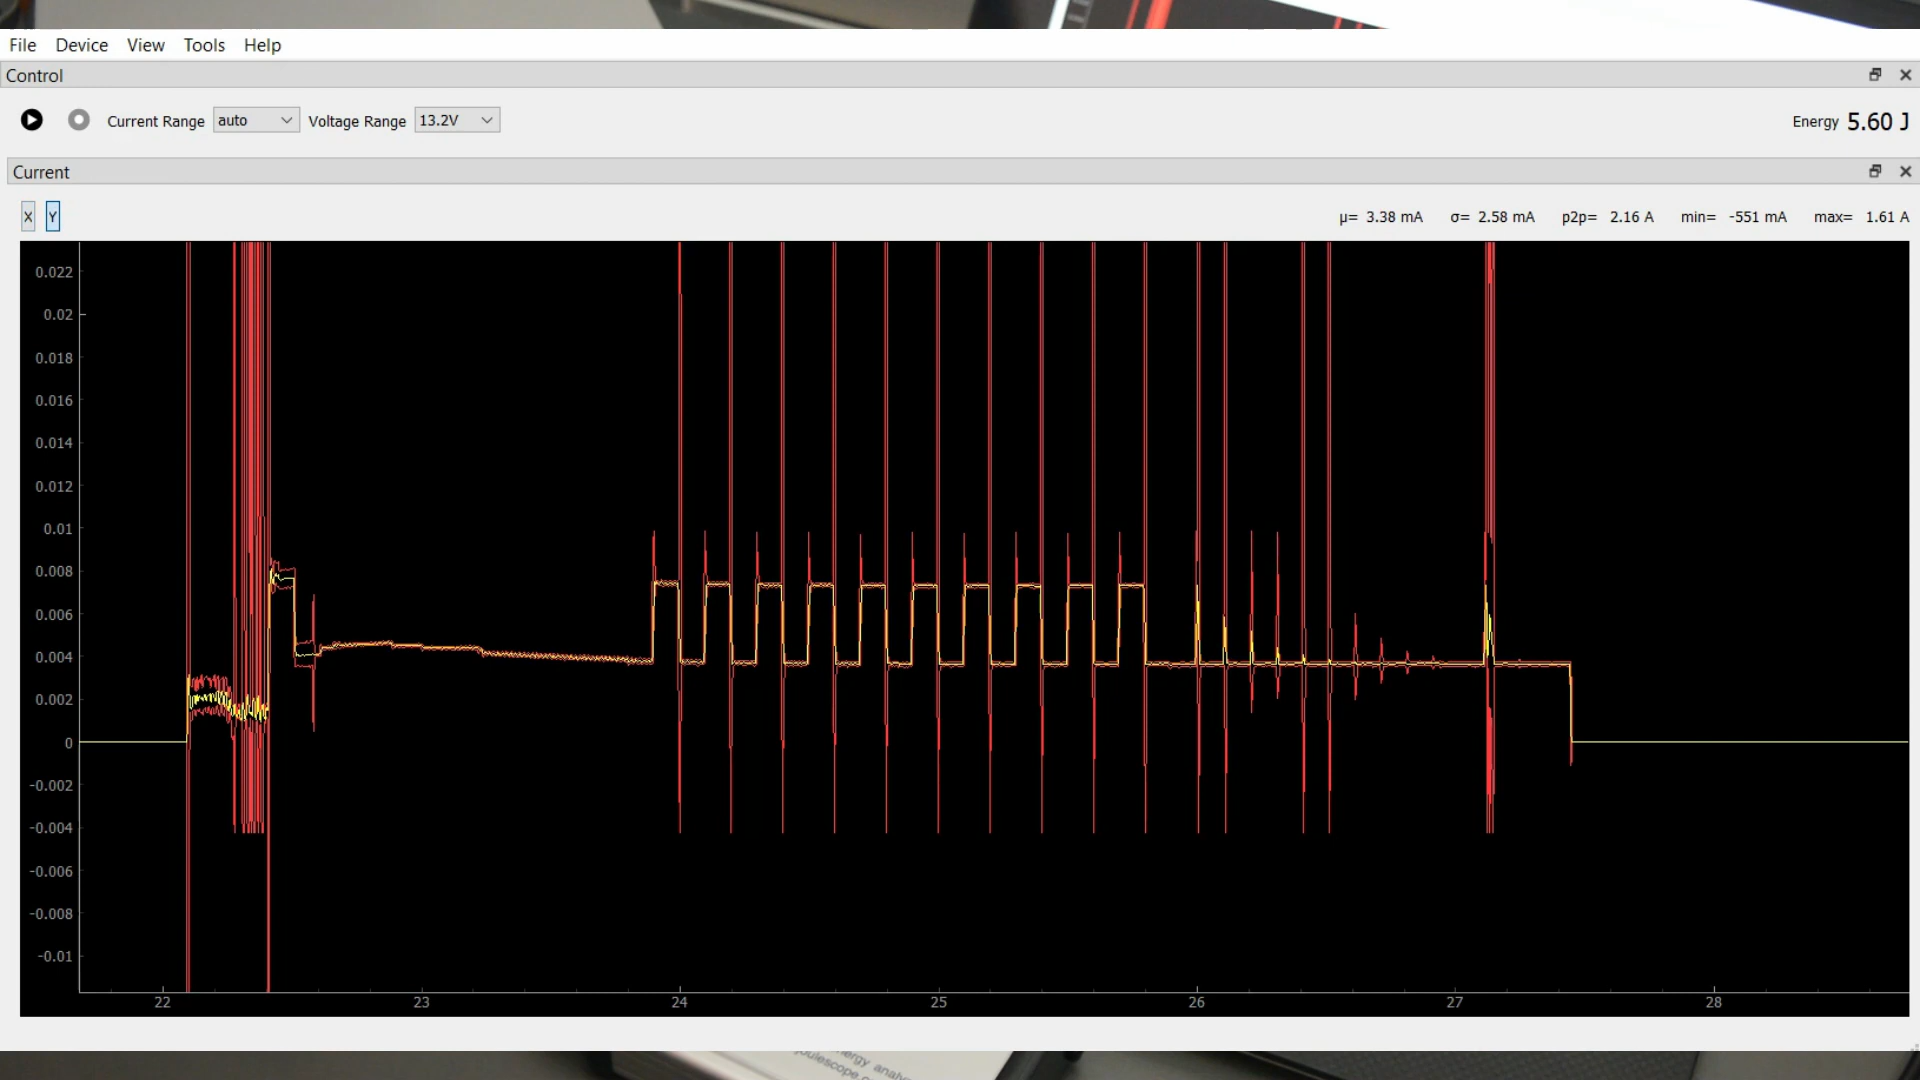 File Device View Tools Help
Control
Current Range auto Voltage Range 13.2V Energy 5.60 J
Current
X Y μ= 3.38 mA σ= 2.58 mA p2p= 2.16 A min= -551 mA max= 1.61 A
0.022
0.02
0.018
0.016
0.014
0.012
0.01
0.008
0.006
0.004
0.002
0
-0.002
-0.004
-0.006
-0.008
-0.01
22 23 24 25 26 27 28
energy analy
joulescope.c